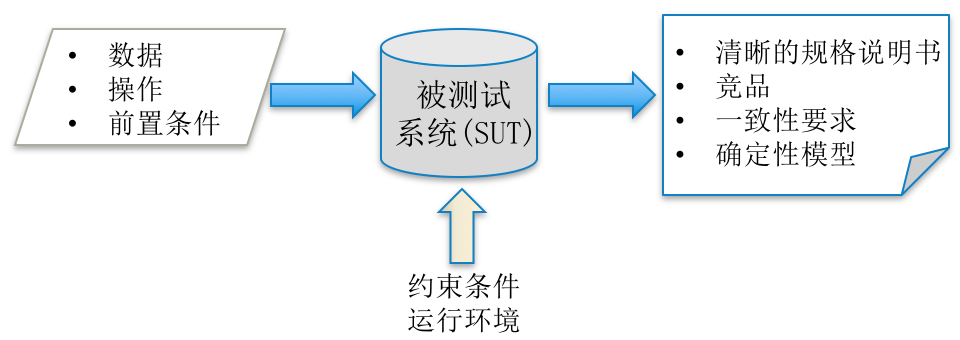 • 数据
• 操作
• 前置条件
被测试
系统(SUT)
• 清晰的规格说明书
• 竞品
• 一致性要求
• 确定性模型
约束条件
运行环境